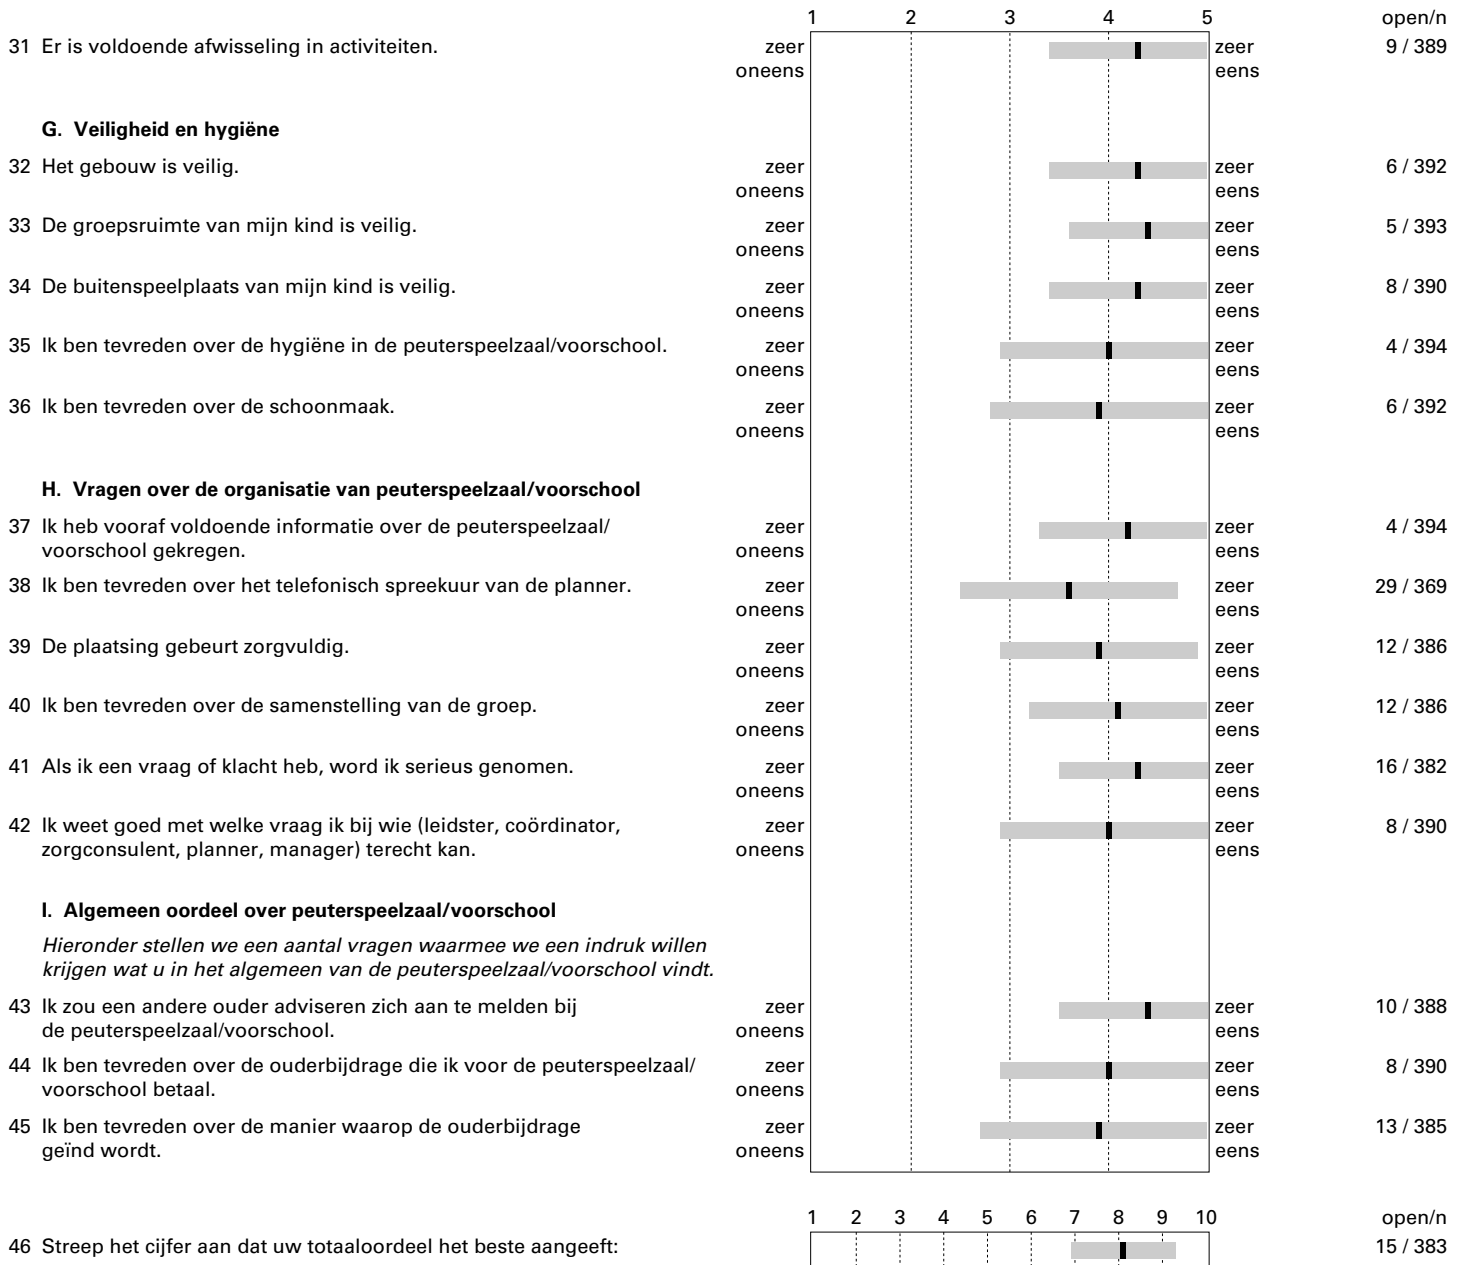 1 2 3 4 5 open/n
31 Er is voldoende afwisseling in activiteiten. zeer zeer 9 / 389
oneens eens
G. Veiligheid en hygiëne
32 Het gebouw is veilig. zeer zeer 6 / 392
oneens eens
33 De groepsruimte van mijn kind is veilig. zeer zeer 5 / 393
oneens eens
34 De buitenspeelplaats van mijn kind is veilig. zeer zeer 8 / 390
oneens eens
35 Ik ben tevreden over de hygiëne in de peuterspeelzaal/voorschool. zeer zeer 4 / 394
oneens eens
36 Ik ben tevreden over de schoonmaak. zeer zeer 6 / 392
oneens eens
H. Vragen over de organisatie van peuterspeelzaal/voorschool
37 Ik heb vooraf voldoende informatie over de peuterspeelzaal/ zeer zeer 4 / 394
voorschool gekregen. oneens eens
38 Ik ben tevreden over het telefonisch spreekuur van de planner. zeer zeer 29 / 369
oneens eens
39 De plaatsing gebeurt zorgvuldig. zeer zeer 12 / 386
oneens eens
40 Ik ben tevreden over de samenstelling van de groep. zeer zeer 12 / 386
oneens eens
41 Als ik een vraag of klacht heb, word ik serieus genomen. zeer zeer 16 / 382
oneens eens
42 Ik weet goed met welke vraag ik bij wie (leidster, coördinator, zeer zeer 8 / 390
zorgconsulent, planner, manager) terecht kan. oneens eens
I. Algemeen oordeel over peuterspeelzaal/voorschool
Hieronder stellen we een aantal vragen waarmee we een indruk willen
krijgen wat u in het algemeen van de peuterspeelzaal/voorschool vindt.
43 Ik zou een andere ouder adviseren zich aan te melden bij zeer zeer 10 / 388
de peuterspeelzaal/voorschool. oneens eens
44 Ik ben tevreden over de ouderbijdrage die ik voor de peuterspeelzaal/ zeer zeer 8 / 390
voorschool betaal. oneens eens
45 Ik ben tevreden over de manier waarop de ouderbijdrage zeer zeer 13 / 385
geïnd wordt. oneens eens
1 2 3 4 5 6 7 8 9 10 open/n
46 Streep het cijfer aan dat uw totaaloordeel het beste aangeeft: 15 / 383